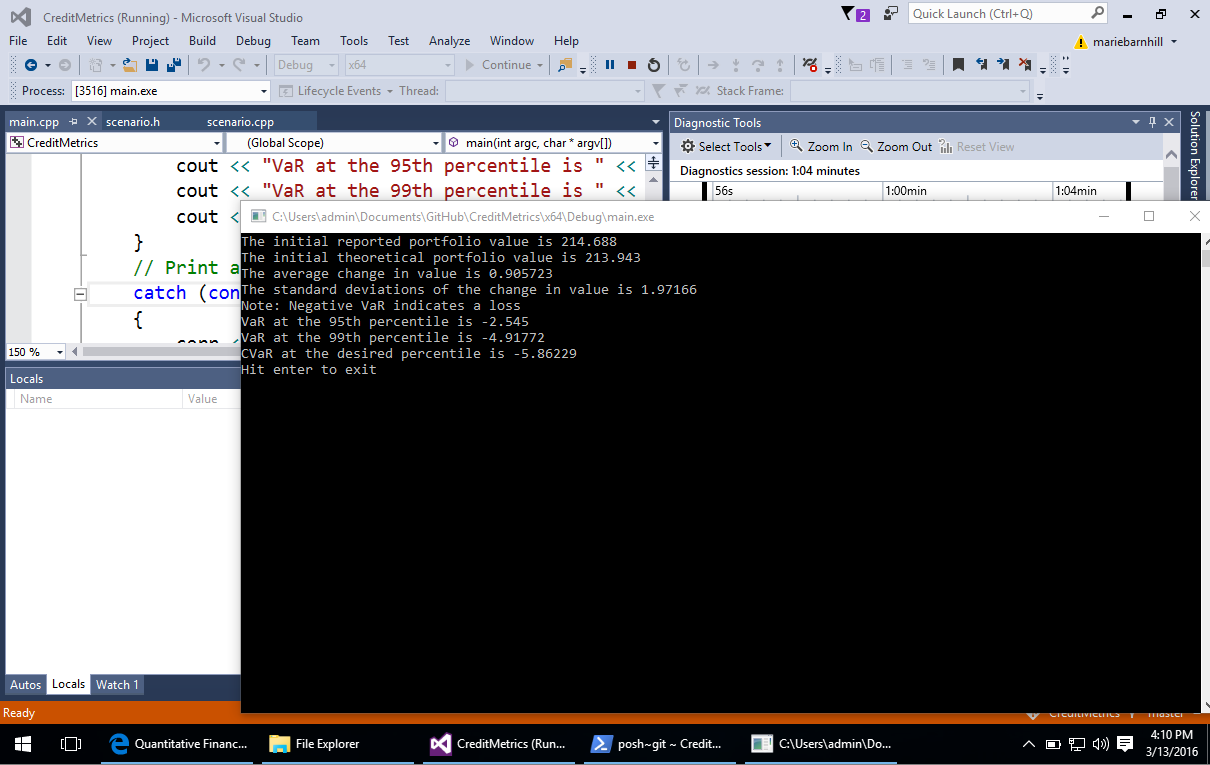 CreditMetrics (Running) - Microsoft Visual Studio
2
Quick Launch (Ctrl+Q)
File Edit View Project Build Debug Team Tools Test Analyze Window Help
mariebarnhill
Debug x64 Continue
Process: [3516] main.exe Lifecycle Events Thread: Stack Frame:
main.cpp scenario.h scenario.cpp
CreditMetrics (Global Scope) main(int argc, char * argv[])
cout << "VaR at the 95th percentile is " <<
cout << "VaR at the 99th percentile is " <<
cout <
}
// Print a
catch (con
{
150 %
Diagnostic Tools
Select Tools Zoom In Zoom Out Reset View
Diagnostics session: 1:04 minutes
56s 1:00min 1:04min
Solution Explorer
C:\Users\admin\Documents\GitHub\CreditMetrics\x64\Debug\main.exe
The initial reported portfolio value is 214.688
The initial theoretical portfolio value is 213.943
The average change in value is 0.905723
The standard deviations of the change in value is 1.97166
Note: Negative VaR indicates a loss
VaR at the 95th percentile is -2.545
VaR at the 99th percentile is -4.91772
CVaR at the desired percentile is -5.86229
Hit enter to exit
Locals
Name Value
Autos Locals Watch 1
Ready
CreditMetrics master
Quantitative Financ... File Explorer CreditMetrics (Run... posh~git ~ Credit... C:\Users\admin\Do...
4:10 PM
3/13/2016